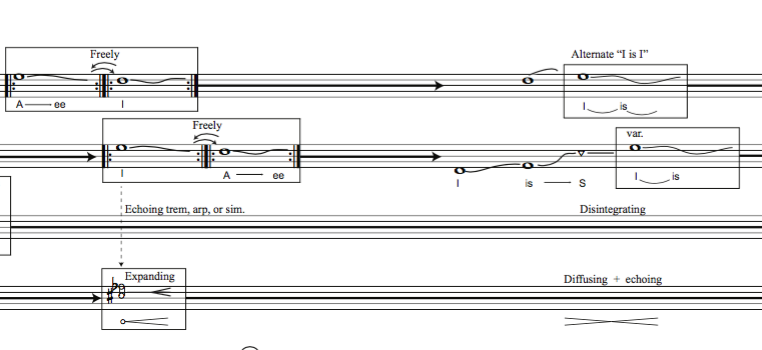 Freely
Alternate “I is I”
A ee I
I is
Freely
var.
I A ee
I is S
I is
Echoing trem, arp, or sim.
Disintegrating
Expanding
Diffusing + echoing